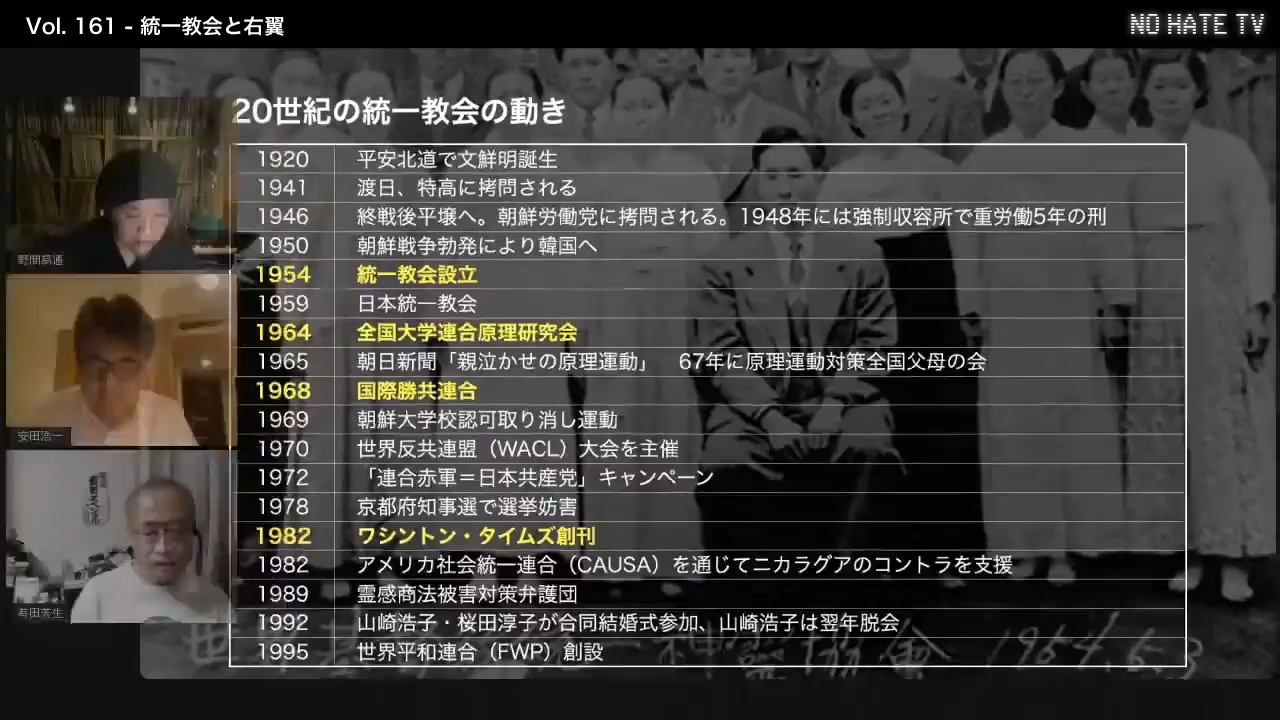 Vol. 161 - 統一教会と右翼
NO HATE TV
20世紀の統一教会の動き
1920 平安北道で文鮮明誕生
1941 渡日、特高に拷問される
1946 終戦後平壌へ。朝鮮労働党に拷問される。1948年には強制収容所で重労働5年の刑
1950 朝鮮戦争勃発により韓国へ
1954 統一教会設立
1959 日本統一教会
1964 全国大学連合原理研究会
1965 朝日新聞「親泣かせの原理運動」 67年に原理運動対策全国父母の会
1968 国際勝共連合
1969 朝鮮大学校認可取り消し運動
1970 世界反共連盟（WACL）大会を主催
1972 「連合赤軍＝日本共産党」キャンペーン
1978 京都府知事選で選挙妨害
1982 ワシントン・タイムズ創刊
1982 アメリカ社会統一連合（CAUSA）を通じてニカラグアのコントラを支援
1989 霊感商法被害対策弁護団
1992 山崎浩子・桜田淳子が合同結婚式参加、山崎浩子は翌年脱会
1995 世界平和連合（FWP）創設
野間易通
安田浩一
有田芳生
1954.5.3